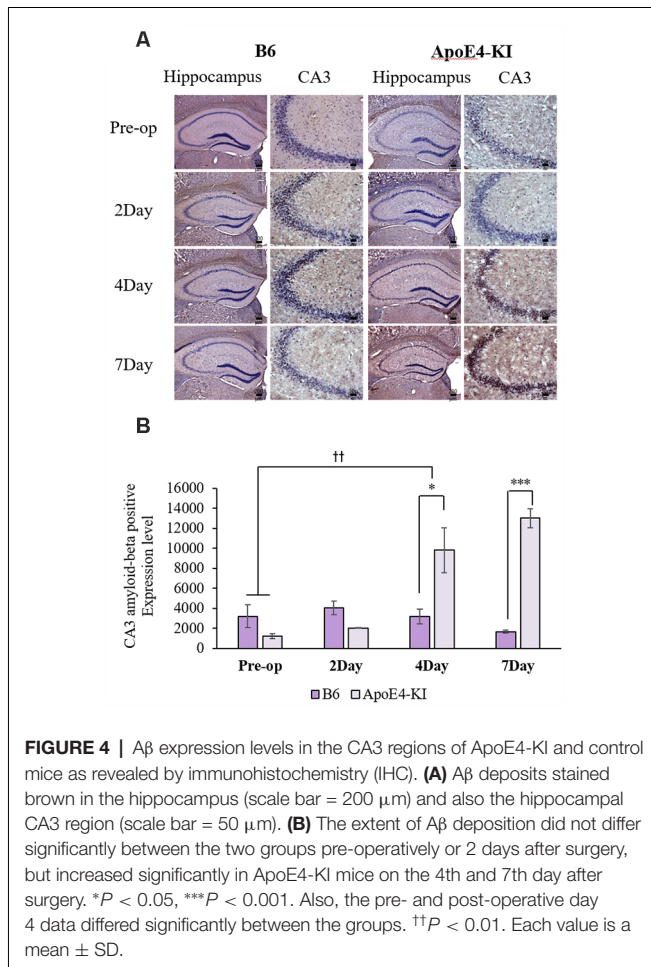 A
B6 ApoE4-KI
Hippocampus CA3 Hippocampus CA3
Pre-op
2Day
4Day
7Day
B
††
* ***
CA3 amyloid-beta positive
Expression level
16000
14000
12000
10000
8000
6000
4000
2000
0
Pre-op 2Day 4Day 7Day
B6 ApoE4-KI
FIGURE 4 | Aβ expression levels in the CA3 regions of ApoE4-KI and control
mice as revealed by immunohistochemistry (IHC). (A) Aβ deposits stained
brown in the hippocampus (scale bar = 200 μm) and also the hippocampal
CA3 region (scale bar = 50 μm). (B) The extent of Aβ deposition did not differ
significantly between the two groups pre-operatively or 2 days after surgery,
but increased significantly in ApoE4-KI mice on the 4th and 7th day after
surgery. *P < 0.05, ***P < 0.001. Also, the pre- and post-operative day
4 data differed significantly between the groups. ††P < 0.01. Each value is a
mean ± SD.